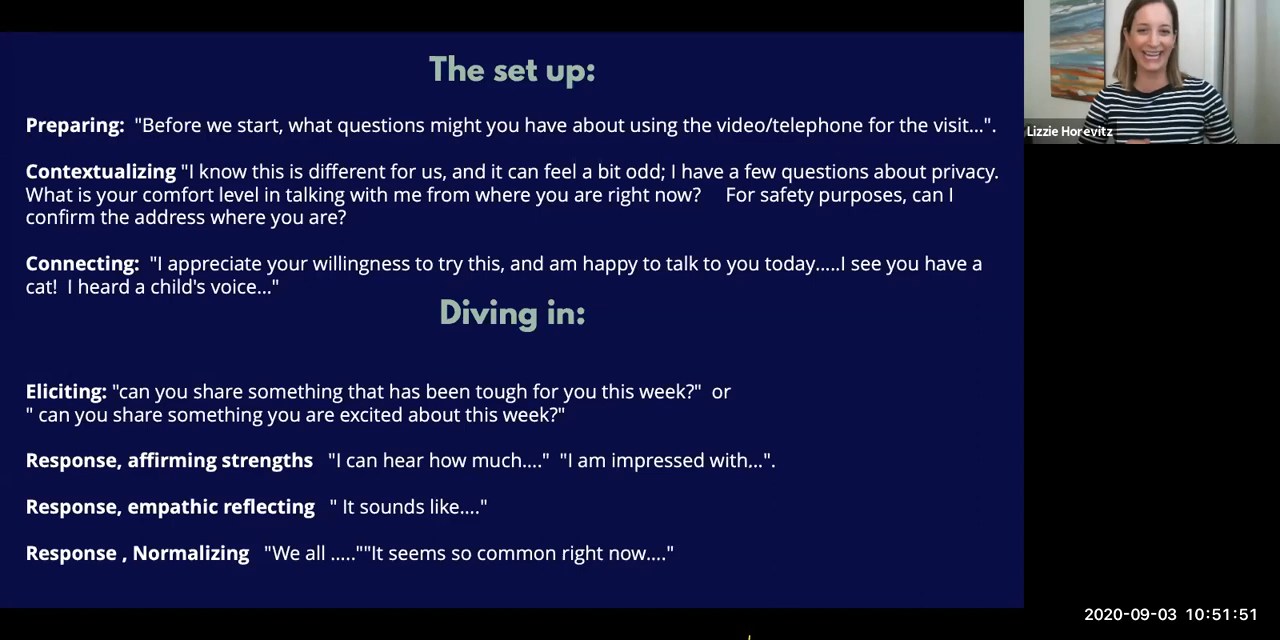 The set up:
Preparing: "Before we start, what questions might you have about using the video/telephone for the visit...".
Contextualizing "I know this is different for us, and it can feel a bit odd; I have a few questions about privacy.
What is your comfort level in talking with me from where you are right now? For safety purposes, can I
confirm the address where you are?
Connecting: "I appreciate your willingness to try this, and am happy to talk to you today.....I see you have a
cat! I heard a child's voice..."
Diving in:
Eliciting: "can you share something that has been tough for you this week?" or
" can you share something you are excited about this week?"
Response, affirming strengths "I can hear how much...." "I am impressed with...".
Response, empathic reflecting " It sounds like...."
Response , Normalizing "We all .....""It seems so common right now...."
Lizzie Horevitz
2020-09-03 10:51:51